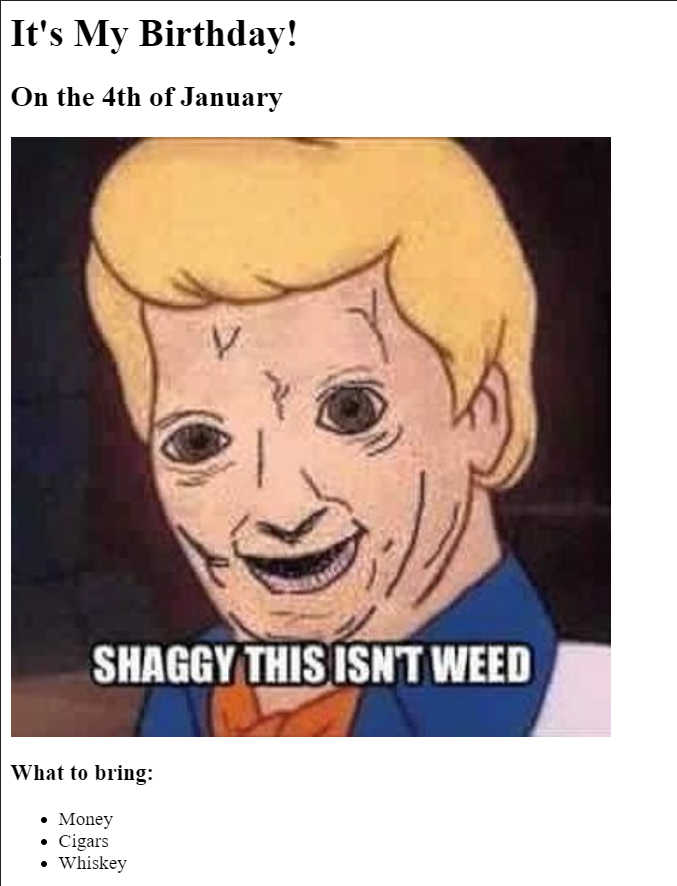 It's My Birthday!
On the 4th of January
SHAGGY THIS ISN'T WEED
What to bring:
Money
Cigars
Whiskey